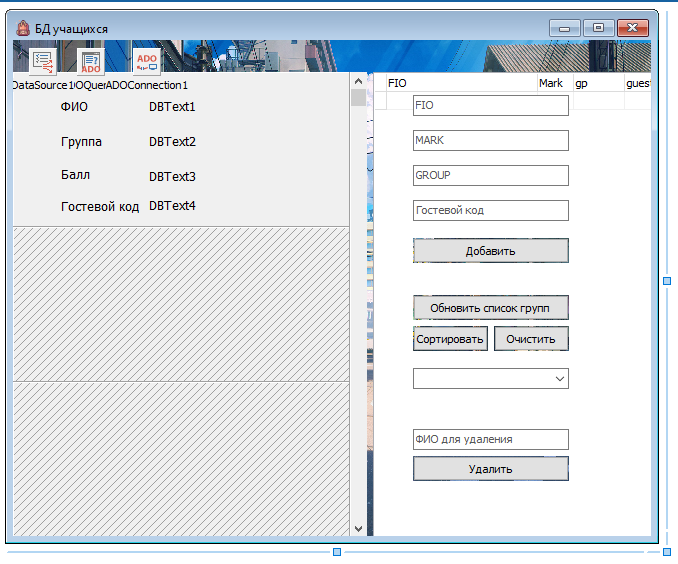 БД учащихся
ADO
ADO
DataSource1
ADOConnection1
ФИО DBText1
Группа DBText2
Балл DBText3
Гостевой код DBText4
FIO Mark gp guest
FIO
MARK
GROUP
Гостевой код
Добавить
Обновить список групп
Сортировать Очистить
ФИО для удаления
Удалить